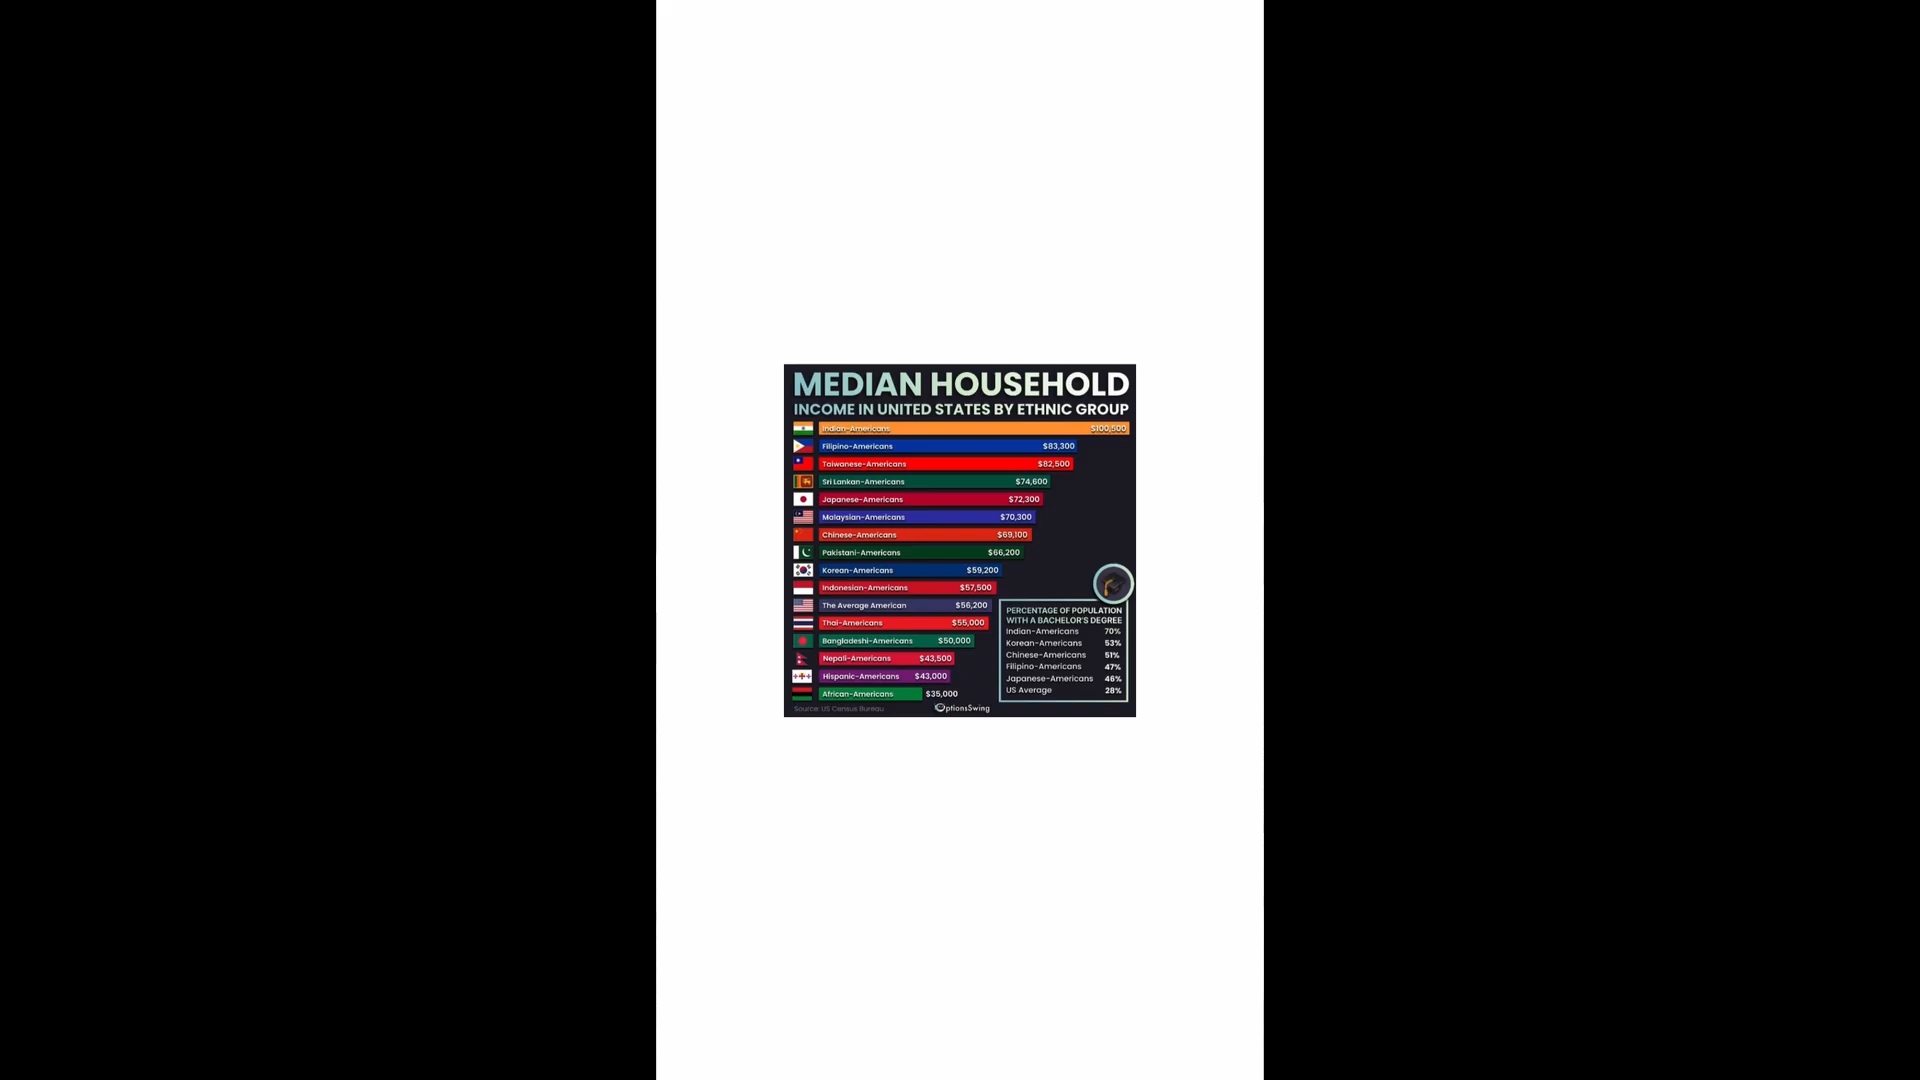 MEDIAN HOUSEHOLD
INCOME IN UNITED STATES BY ETHNIC GROUP
Indian-Americans $100,500
Filipino-Americans $83,300
Taiwanese-Americans $82,500
Sri Lankan-Americans $74,600
Japanese-Americans $72,300
Malaysian-Americans $70,300
Chinese-Americans $69,100
Pakistani-Americans $66,200
Korean-Americans $59,200
Indonesian-Americans $57,500
The Average American $56,200
Thai-Americans $55,000
Bangladeshi-Americans $50,000
Nepali-Americans $43,500
Hispanic-Americans $43,000
African-Americans $35,000
PERCENTAGE OF POPULATION
WITH A BACHELOR'S DEGREE
Indian-Americans 70%
Korean-Americans 53%
Chinese-Americans 51%
Filipino-Americans 47%
Japanese-Americans 46%
US Average 28%
Source: US Census Bureau
OptionsSwing